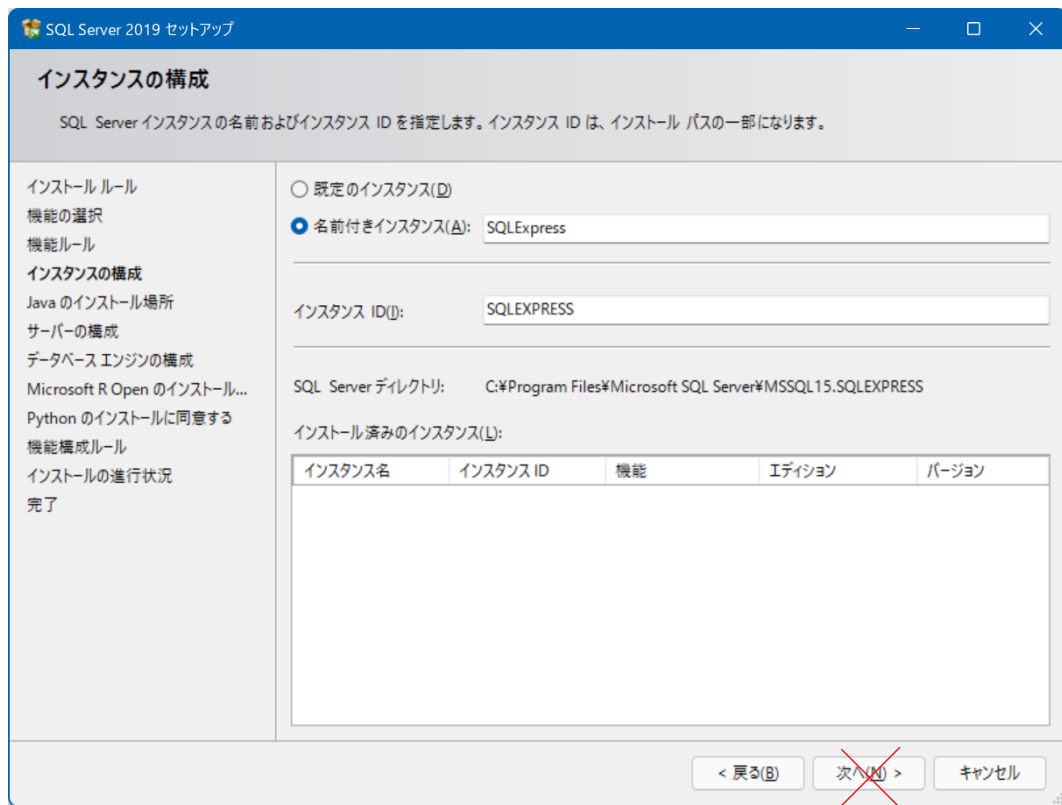 SQL Server 2019 セットアップ
インスタンスの構成
SQL Server インスタンスの名前およびインスタンス ID を指定します。インスタンス ID は、インストール パスの一部になります。
インストール ルール
機能の選択
機能ルール
インスタンスの構成
Java のインストール場所
サーバーの構成
データベース エンジンの構成
Microsoft R Open のインストール...
Python のインストールに同意する
機能構成ルール
インストールの進行状況
完了
既定のインスタンス(D)
名前付きインスタンス(A): SQLExpress
インスタンス ID(I): SQLEXPRESS
SQL Server ディレクトリ: C:¥Program Files¥Microsoft SQL Server¥MSSQL15.SQLEXPRESS
インストール済みのインスタンス(L):
インスタンス名 インスタンス ID 機能 エディション バージョン
< 戻る(B) 次へ(N) > キャンセル